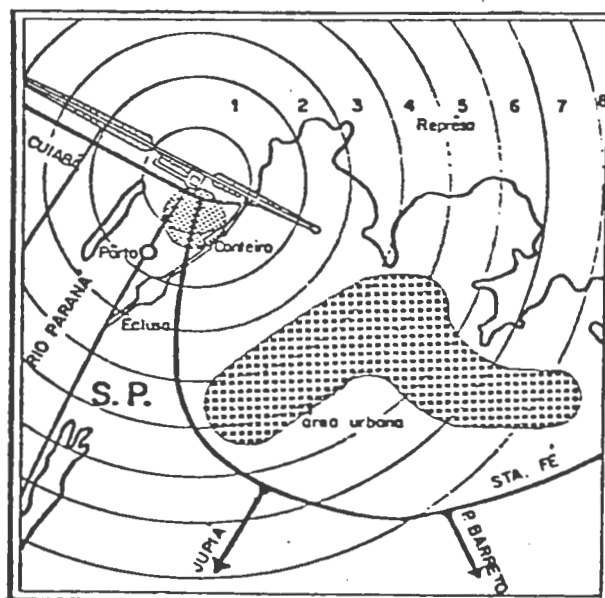 1 2 3 4 5 6 7 8
Represa
CUIABÁ
Pôrto
Canteiro
RIO PARANÁ
Eclusa
S. P.
área urbana
STA. FÉ
JUPIÁ
P. BARRETO